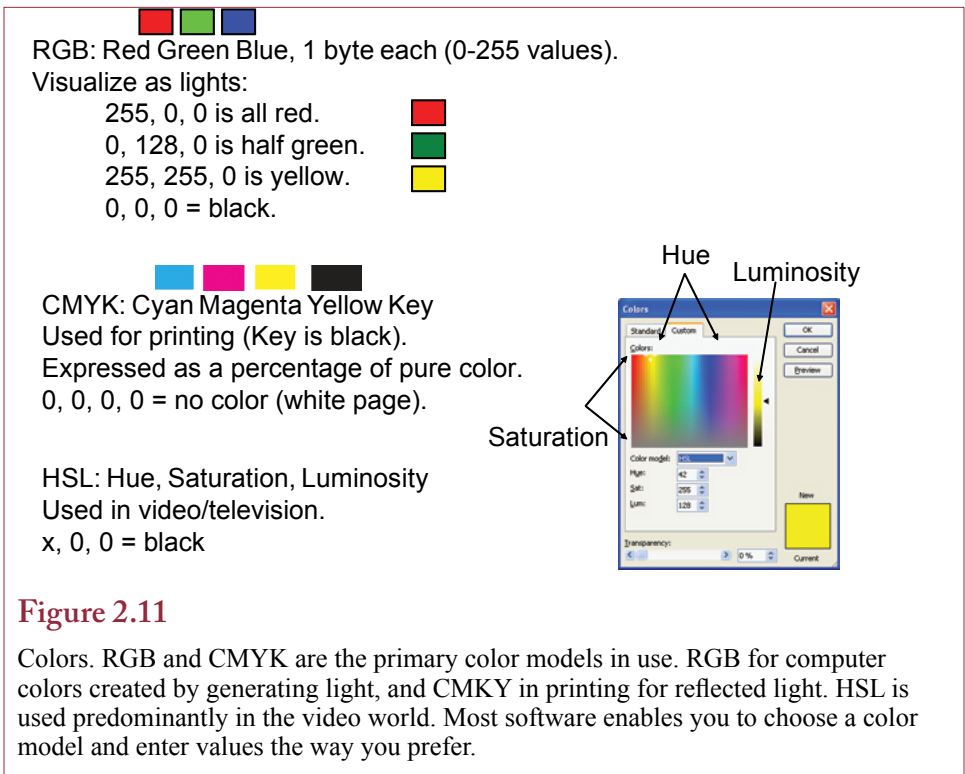 RGB: Red Green Blue, 1 byte each (0-255 values).
Visualize as lights:
255, 0, 0 is all red.
0, 128, 0 is half green.
255, 255, 0 is yellow.
0, 0, 0 = black.
CMYK: Cyan Magenta Yellow Key
Used for printing (Key is black).
Expressed as a percentage of pure color.
0, 0, 0, 0 = no color (white page).
HSL: Hue, Saturation, Luminosity
Used in video/television.
x, 0, 0 = black
Hue
Luminosity
Saturation
Colors
Standard Custom
OK
Colors:
Cancel
Preview
Color model: HSL
Hue: 42
Sat: 255
Lum: 128
New
Transparency:
0 %
Current
Figure 2.11
Colors. RGB and CMYK are the primary color models in use. RGB for computer
colors created by generating light, and CMKY in printing for reflected light. HSL is
used predominantly in the video world. Most software enables you to choose a color
model and enter values the way you prefer.